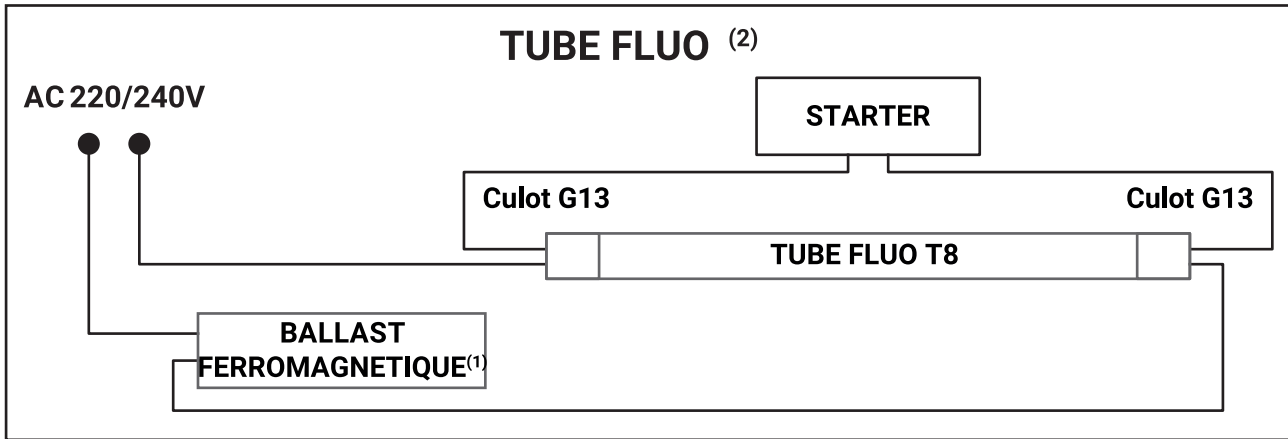 TUBE FLUO (2)
AC 220/240V
STARTER
Culot G13
Culot G13
TUBE FLUO T8
BALLAST
FERROMAGNETIQUE(1)